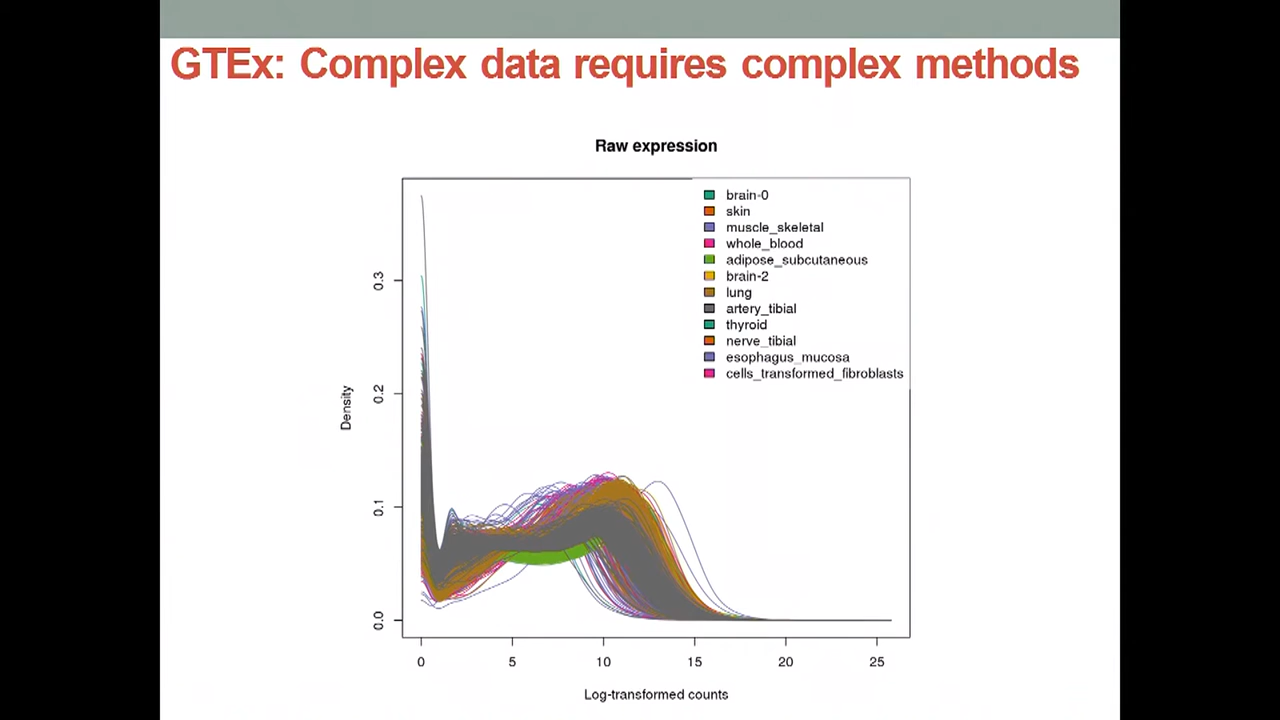 GTEx: Complex data requires complex methods
Raw expression
brain-0
skin
muscle_skeletal
whole_blood
adipose_subcutaneous
brain-2
lung
artery_tibial
thyroid
nerve_tibial
esophagus_mucosa
cells_transformed_fibroblasts
Density
0.3
0.2
0.1
0.0
0 5 10 15 20 25
Log-transformed counts